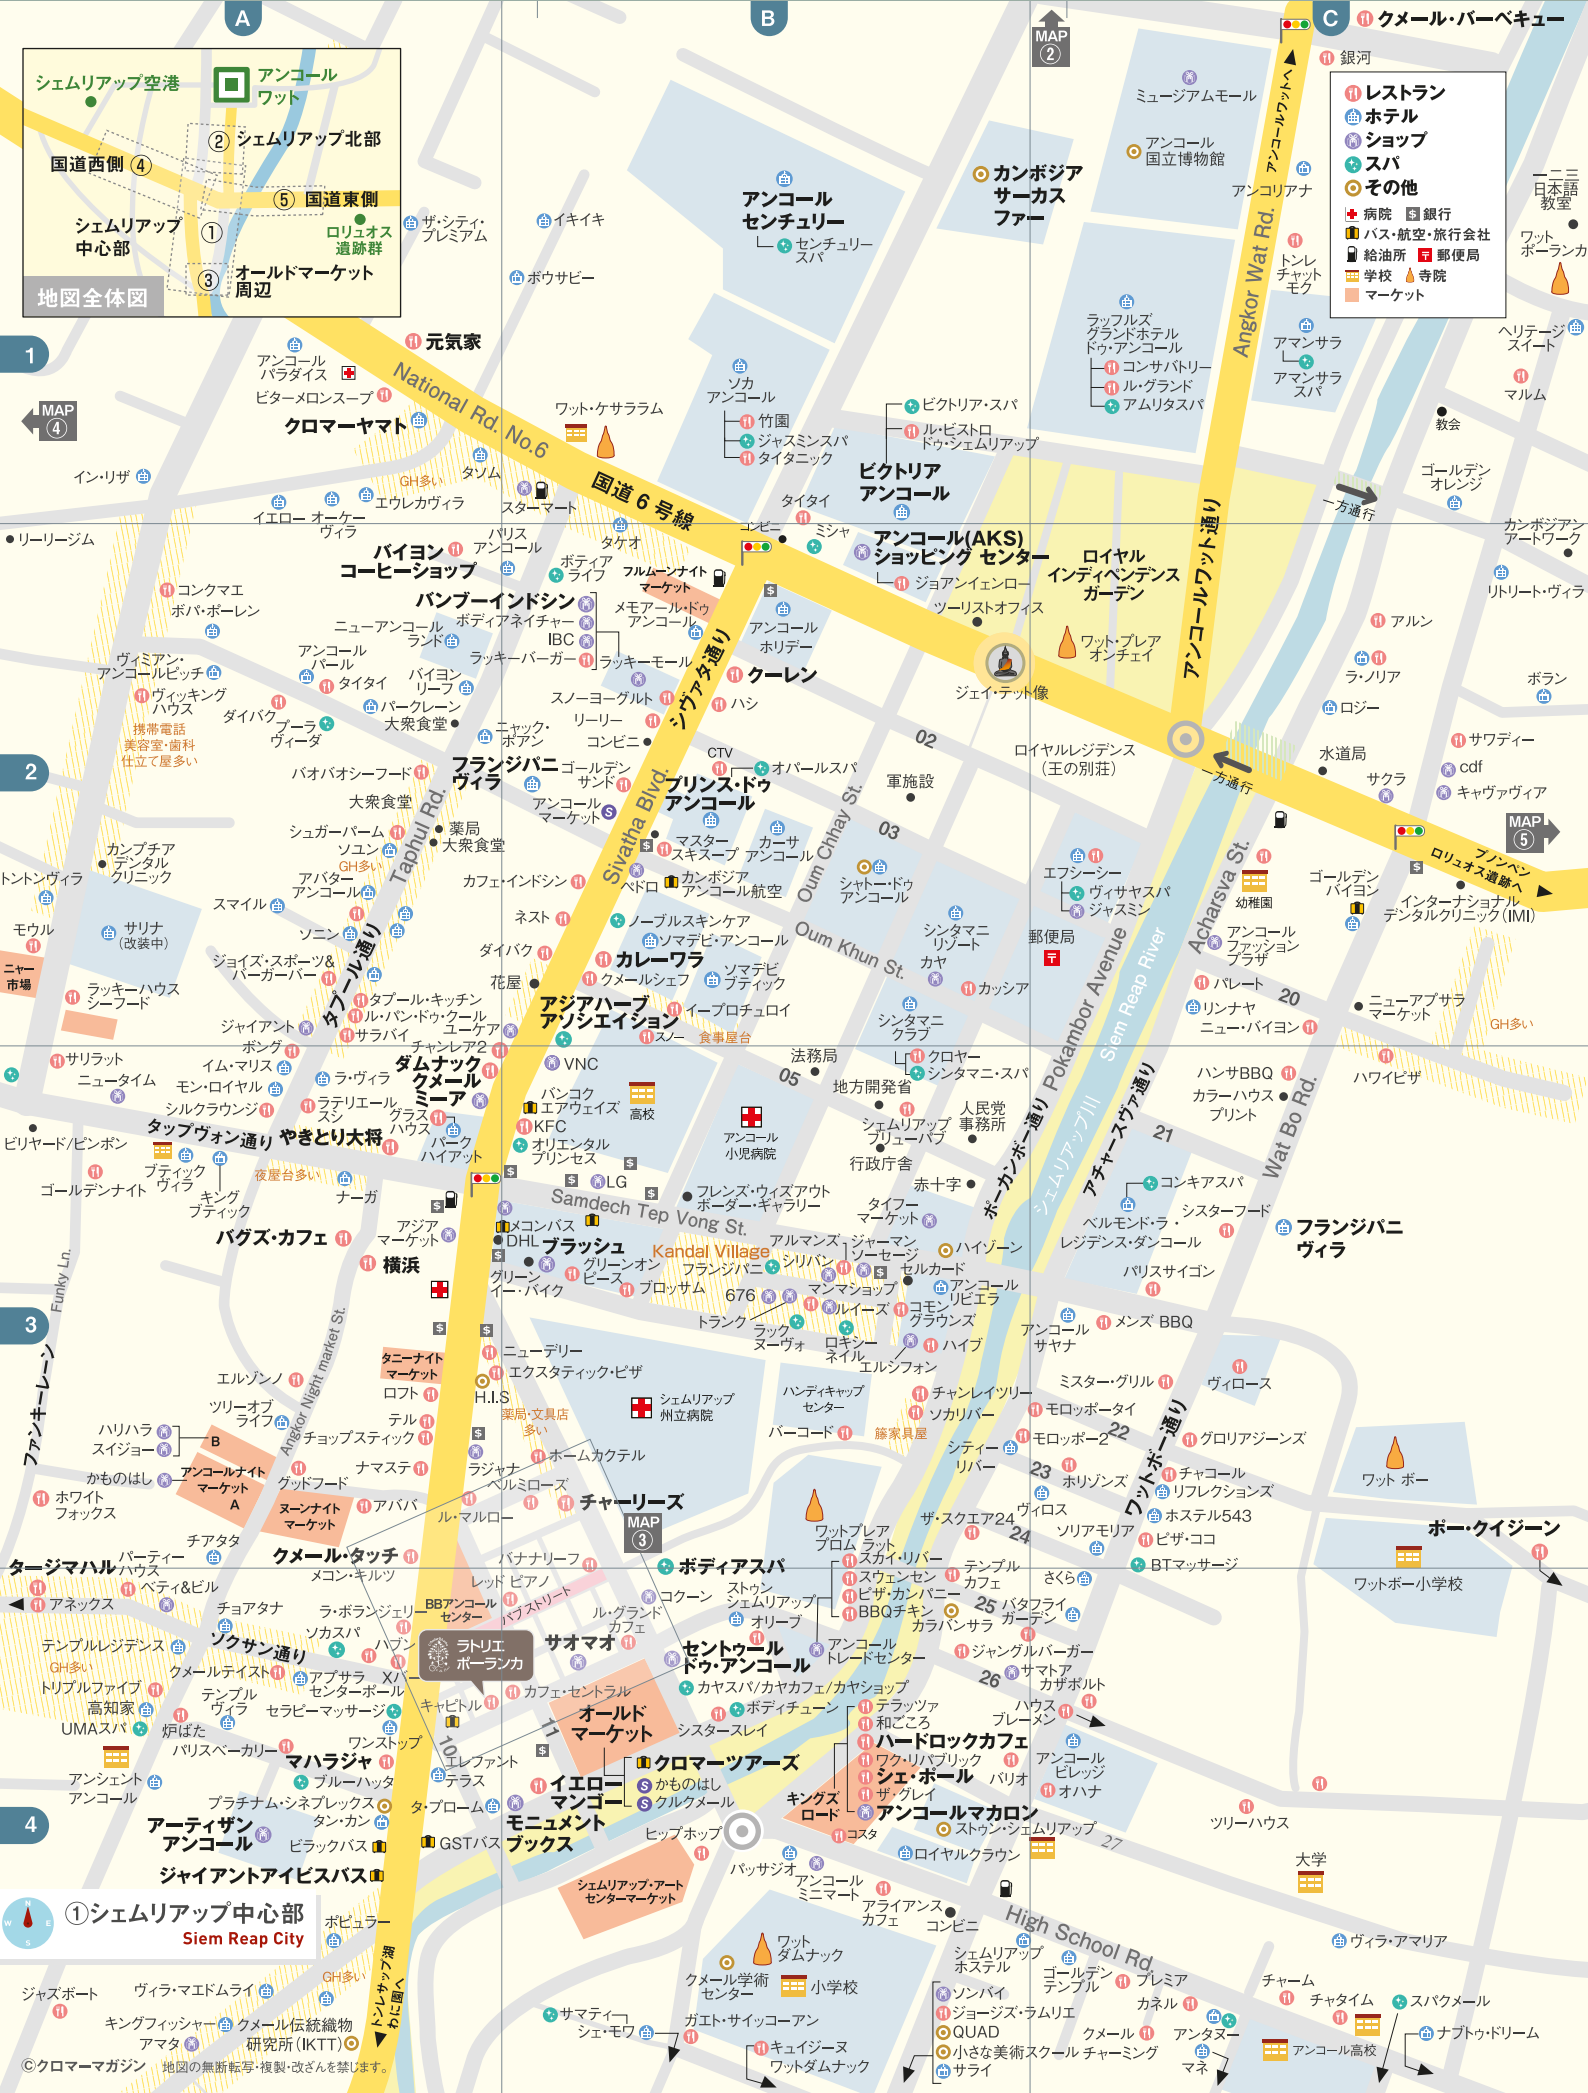 A
B
C
1
2
3
4
シェムリアップ空港
アンコール
ワット
② シェムリアップ北部
国道西側 ④
⑤ 国道東側
シェムリアップ
中心部
①
ロリュオス
遺跡群
③
オールドマーケット
周辺
地図全体図
MAP
②
クメール・バーベキュー
銀河
レストラン
ホテル
ショップ
スパ
その他
病院
銀行
バス・航空・旅行会社
給油所
郵便局
学校
寺院
マーケット
ミュージアムモール
アンコール
国立博物館
アンコールワットへ
アンコリアナ
カンボジア
サーカス
ファー
アンコール
センチュリー
センチュリー
スパ
ザ・シティ・
プレミアム
イキイキ
ボウサビー
一二三
日本語
教室
ワット
ポーランカ
トンレ
チャット
モク
Angkor Wat Rd.
ラッフルズ
グランドホテル
ドゥ・アンコール
コンサバトリー
ル・グランド
アムリタスパ
アマンサラ
アマンサラ
スパ
ヘリテージ
スイート
マルム
教会
ゴールデン
オレンジ
一方通行
カンボジアン
アートワーク
リトリート・ヴィラ
元気家
アンコール
パラダイス
ビターメロンスープ
クロマーヤマト
MAP
④
National Rd. No.6
国道6号線
ワット・ケサララム
ソカ
アンコール
竹園
ジャスミンスパ
タイタニック
ビクトリア・スパ
ル・ビストロ
ドゥ・シェムリアップ
ビクトリア
アンコール
イン・リザ
GH多い
タソム
スターマート
イエロー
オーケー
ヴィラ
エウレカヴィラ
リーリージム
タイタイ
ミシャ
コンビニ
タケオ
パリス
アンコール
バイヨン
コーヒーショップ
ボディア
ライフ
フルムーンナイト
マーケット
アンコール(AKS)
ショッピング センター
ジョアンイェンロー
ツーリストオフィス
ロイヤル
インディペンデンス
ガーデン
アンコールワット通り
ワット・プレア
オンチェイ
ジェイ・テット像
コンクマエ
ボパ・ポーレン
バンブーインドシン
ボディアネイチャー
IBC
ラッキーバーガー
ラッキーモール
メモアール・ドゥ
アンコール
アンコール
ホリデー
ニューアンコール
ランド
ヴィミアン・
アンコールピッチ
ヴィッキング
ハウス
アンコール
パール
タイタイ
バイヨン
リーフ
パークレーン
大衆食堂
ダイバク
プーラ
ヴィーダ
携帯電話
美容室・歯科
仕立て屋多い
スノーヨーグルト
リーリー
コンビニ
シヴァタ通り
クーレン
ハシ
ニャック・
ポアン
アルン
ラ・ノリア
ロジー
ボラン
02
ロイヤルレジデンス
(王の別荘)
水道局
サワディー
cdf
サクラ
キャヴァヴィア
一方通行
MAP
⑤
プノンペン
ロリュオス遺跡へ
CTV
オパールスパ
プリンス・ドゥ
アンコール
フランジパニ
ヴィラ
ゴールデン
サンド
アンコール
マーケット
バオバオシーフード
大衆食堂
シュガーパーム
ソユン
薬局
大衆食堂
カンプチア
デンタル
クリニック
トントンヴィラ
GH多い
アバター
アンコール
Taphul Rd.
Sivatha Blvd.
カフェ・インドシン
マスター
スキスープ
カーサ
アンコール
ペドロ
カンボジア
アンコール航空
Oum Chhay St.
軍施設
03
シャトー・ドゥ
アンコール
エフシーシー
ヴィサヤスパ
ジャスミン
Acharsva St.
幼稚園
ゴールデン
バイヨン
インターナショナル
デンタルクリニック(IMI)
スマイル
モウル
サリナ
(改装中)
ソニン
ニャー
市場
ラッキーハウス
シーフード
ジョイズ・スポーツ&
バーガーバー
タプール通り
ネスト
ダイバク
花屋
ノーブルスキンケア
ソマデビ・アンコール
カレーワラ
クメールシェフ
ソマデビ
ブティック
Oum Khun St.
シンタマニ
リゾート
カヤ
カッシア
シンタマニ
クラブ
郵便局
Pokambor Avenue
Siem Reap River
アンコール
ファッション
プラザ
パレート
リンナヤ
ニュー・バイヨン
20
ニューアプサラ
マーケット
GH多い
タプール・キッチン
ル・パン・ドゥ・クール
サラバイ
ジャイアント
ボング
イム・マリス
モン・ロイヤル
シルクラウンジ
サリラット
ニュータイム
アジアハーブ
アソシエイション
イープロチュロイ
スノー
食事屋台
ユーケア
チャンレア2
VNC
ダムナック
クメール
ミーア
ラ・ヴィラ
ラテリエール
スシ
グラス
ハウス
パーク
ハイアット
バンコク
エアウェイズ
KFC
オリエンタル
プリンセス
高校
アンコール
小児病院
法務局
05
地方開発省
クロヤー
シンタマニ・スパ
シェムリアップ
ブリューパブ
人民党
事務所
行政庁舎
赤十字
ポーカンボー通り
シェムリアップ川
アチャースヴァ通り
ハンサBBQ
カラーハウス
プリント
ハワイピザ
Wat Bo Rd.
21
コンキアスパ
ベルモンド・ラ・
レジデンス・ダンコール
シスターフード
フランジパニ
ヴィラ
ビリヤード/ピンポン
タップヴォン通り
やきとり大将
ゴールデンナイト
ブティック
ヴィラ
キング
ブティック
夜屋台多い
ナーガ
バグズ・カフェ
アジア
マーケット
横浜
LG
Samdech Tep Vong St.
フレンズ・ウィズアウト
ボーダー・ギャラリー
タイフー
マーケット
メコンバス
DHL
ブラッシュ
グリーン
イー・バイク
グリーンオン
ピース
ブロッサム
Kandal Village
フランジパニ
アルマンズ
シリパン
ジャーマン
ソーセージ
セルカード
ハイゾーン
アンコール
リビエラ
676
トランク
ラック
ヌーヴォ
マンマショップ
ルイーズ
ロキシー
ネイル
コモン
グラウンズ
エルシフォン
ハイブ
アンコール
サヤナ
パリスサイゴン
メンズ BBQ
Funky Ln.
ファンキーレーン
Angkor Night market St.
タニーナイト
マーケット
ロフト
テル
チョップスティック
ナマステ
エルゾンノ
ツリーオブ
ライフ
ハリハラ
スイジョー
かものはし
B
アンコールナイト
マーケット
A
グッドフード
ヌーンナイト
マーケット
アババ
ホワイト
フォックス
ニューデリー
エクスタティック・ピザ
H.I.S
薬局・文具店
多い
シェムリアップ
州立病院
ハンディキャップ
センター
バーコード
チャンレイツリー
ソカリバー
籐家具屋
ラジャナ
ホームカクテル
ベルミローズ
チャーリーズ
ル・マルロー
MAP
③
モロッポータイ
モロッポー2
シティー
リバー
ミスター・グリル
ヴィロース
22
グロリアジーンズ
23
ホリゾンズ
ヴィロス
ワットボー通り
チャコール
リフレクションズ
ホステル543
ピザ・ココ
ソリアモリア
BTマッサージ
ワット ボー
ポー・クイジーン
ワットボー小学校
ザ・スクエア24
24
テンプル
カフェ
さくら
ワットプレア
プロム ラット
スカイ・リバー
スウェンセン
ピザ・カンパニー
BBQチキン
カラバンサラ
25
バタフライ
ガーデン
タージマハル
アネックス
パーティー
ハウス
ベティ&ビル
チアタタ
チョアタナ
クメール・タッチ
メコン・キルソ
ラ・ボランジェリー
BBアンコール
センター
バナナリーフ
レッド ピアノ
パブストリート
ル・グランド
カフェ
ボディアスパ
コクーン
ストゥン
シェムリアップ
オリーブ
ソクサン通り
ソカスパ
ハブン
Xバー
ラトリエ
ポーランカ
サオマオ
セントゥール
ドゥ・アンコール
アンコール
トレードセンター
テンプルレジデンス
GH多い
トリプルファイブ
クメールテイスト
アプサラ
センターポール
高知家
UMAスパ
炉ばた
テンプル
ヴィラ
パリスベーカリー
セラピーマッサージ
ワンストップ
キャピトル
カフェ・セントラル
オールド
マーケット
10
11
エレファント
テラス
カヤスパ/カヤカフェ/カヤショップ
ボディチューン
シスタースレイ
クロマーツアーズ
かものはし
クルクメール
イエロー
マンゴー
モニュメント
ブックス
テラッツァ
和ごころ
ハードロックカフェ
ワク・リパブリック
シェ・ポール
ザ・グレイ
アンコールマカロン
キングズ
ロード
コスタ
ジャングルバーガー
26
サマトア
カザボルト
ハウス
ブレーメン
アンコール
ビレッジ
バリオ
オハナ
ツリーハウス
アンシェント
アンコール
マハラジャ
ブルーハッタ
プラチナム・シネプレックス
タン・カン
アーティザン
アンコール
ビラックバス
ジャイアントアイビスバス
タ・プローム
GSTバス
ヒップホップ
シェムリアップ・アート
センターマーケット
ストゥン・シェムリアップ
ロイヤルクラウン
27
大学
パッサジオ
アンコール
ミニマート
アライアンス
カフェ
コンビニ
High School Rd.
①シェムリアップ中心部
Siem Reap City
N
W
E
S
ポピュラー
GH多い
トンレサップ湖
わに園へ
ジャズポート
ヴィラ・マエドムライ
キングフィッシャー
アマタ
クメール伝統織物
研究所(IKTT)
©クロマーマガジン 地図の無断転写・複製・改ざんを禁じます。
ワット
ダムナック
クメール学術
センター
小学校
サマティ
シェ・モワ
ガエト・サイッコーアン
キュイジーヌ
ワットダムナック
シェムリアップ
ホステル
ソンバイ
ジョージズ・ラムリエ
QUAD
小さな美術スクール
サライ
ゴールデン
テンプル
プレミア
カネル
クメール
チャーミング
アンタヌー
マネ
ヴィラ・アマリア
チャーム
チャタイム
スパクメール
アンコール高校
ナブトゥ・ドリーム